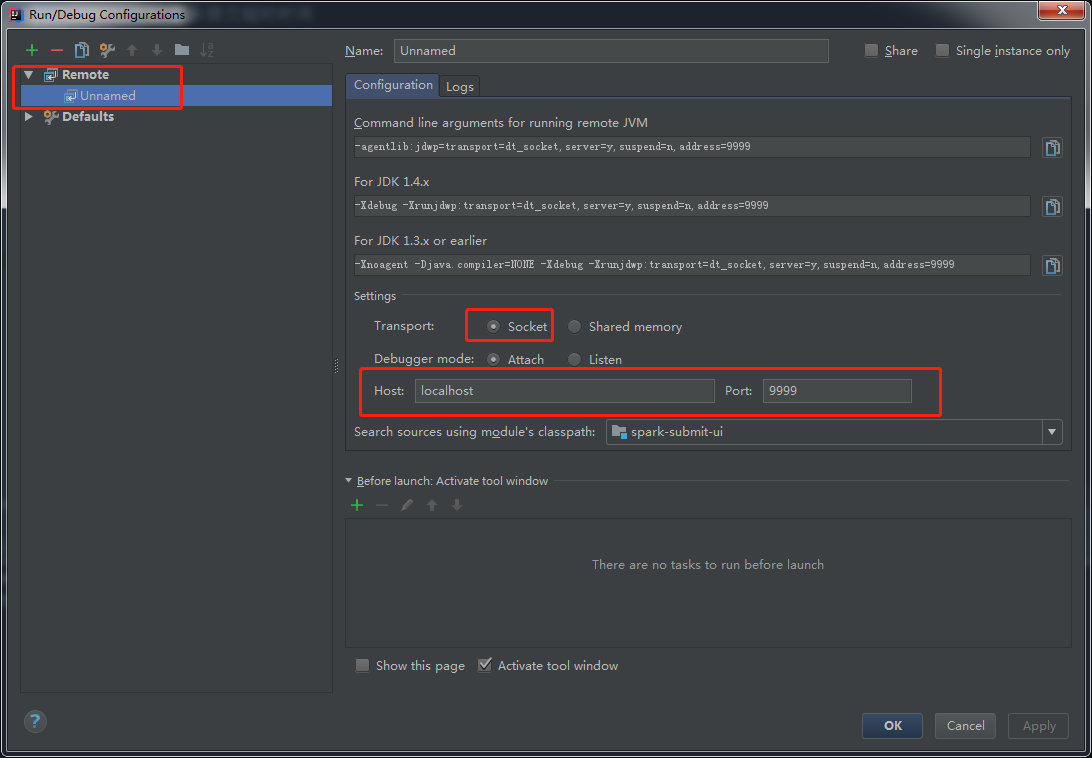 Run/Debug Configurations
Name: Unnamed Share Single instance only
Remote
Unnamed
Defaults
Configuration Logs
Command line arguments for running remote JVM
-agentlib:jdwp=transport=dt_socket,server=y,suspend=n,address=9999
For JDK 1.4.x
-Xdebug -Xrunjdwp:transport=dt_socket,server=y,suspend=n,address=9999
For JDK 1.3.x or earlier
-Xnoagent -Djava.compiler=NONE -Xdebug -Xrunjdwp:transport=dt_socket,server=y,suspend=n,address=9999
Settings
Transport: Socket Shared memory
Debugger mode: Attach Listen
Host: localhost Port: 9999
Search sources using module's classpath: spark-submit-ui
Before launch: Activate tool window
There are no tasks to run before launch
Show this page Activate tool window
? OK Cancel Apply